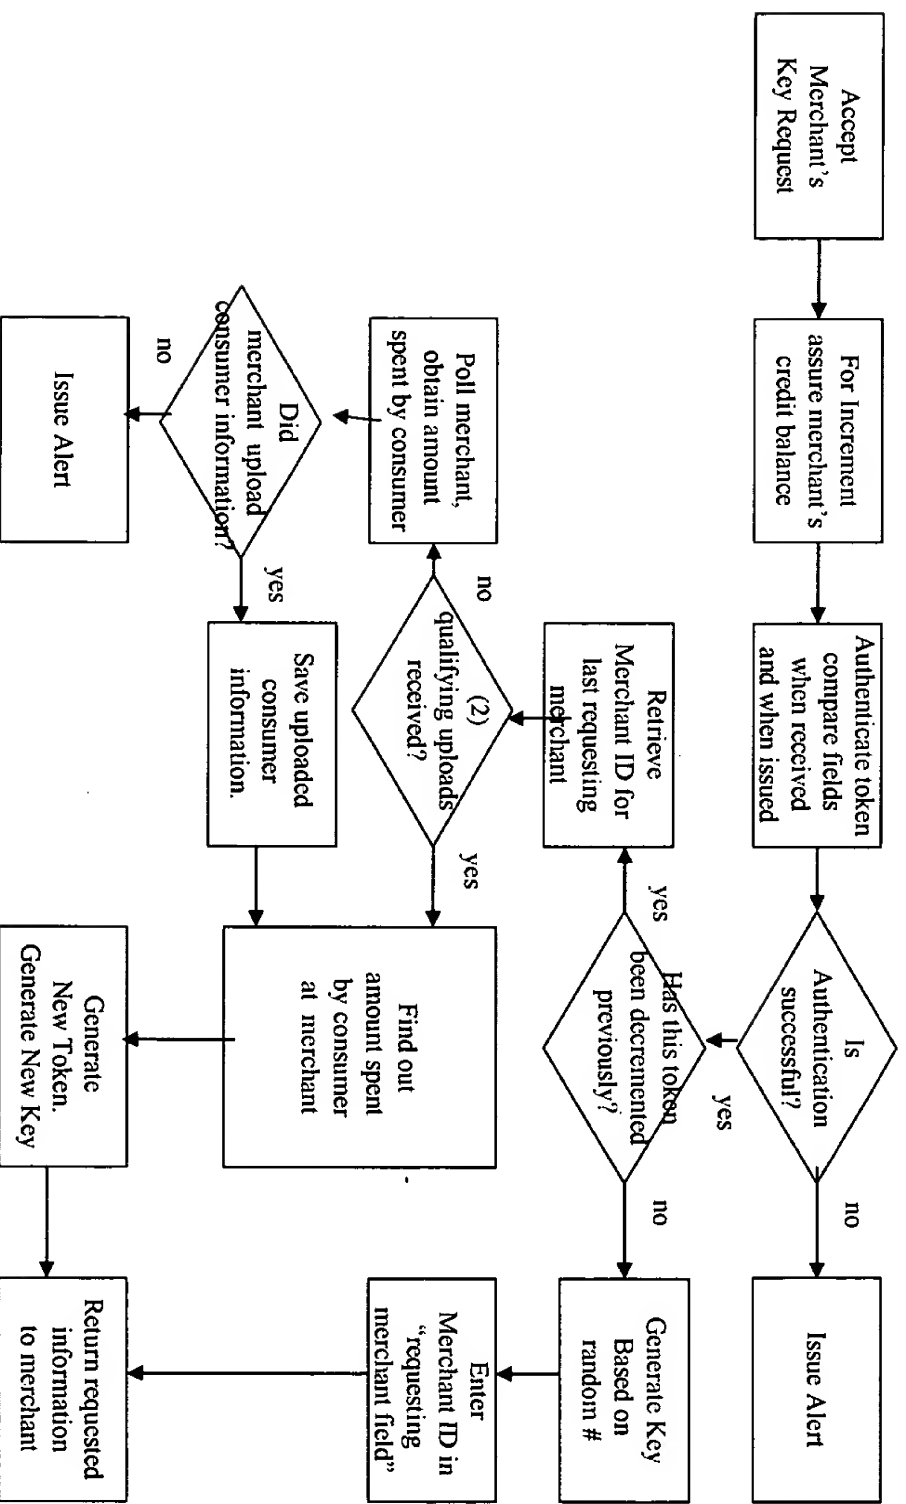 Accept
Merchant's
Key Request
For Increment
assure merchant's
credit balance
Authenticate token
compare fields
when received
and when issued
Is
Authentication
successful?
no
Issue Alert
yes
Has this token
been decremented
previously?
no
Generate Key
Based on
random #
yes
Retrieve
Merchant ID for
last requesting
merchant
Enter
Merchant ID in
“requesting
merchant field”
(2)
qualifying uploads
received?
no
yes
Poll merchant,
obtain amount
spent by consumer
Find out
amount spent
by consumer
at merchant
Did
merchant upload
consumer information?
yes
Save uploaded
consumer
information.
no
Issue Alert
Generate
New Token.
Generate New Key
Return requested
information
to merchant